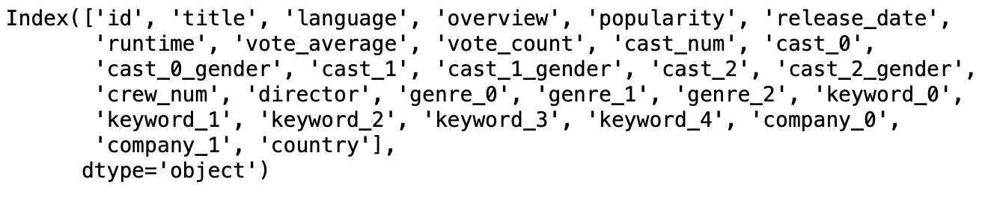 Index(['id', 'title', 'language', 'overview', 'popularity', 'release_date',
'runtime', 'vote_average', 'vote_count', 'cast_num', 'cast_0',
'cast_0_gender', 'cast_1', 'cast_1_gender', 'cast_2', 'cast_2_gender',
'crew_num', 'director', 'genre_0', 'genre_1', 'genre_2', 'keyword_0',
'keyword_1', 'keyword_2', 'keyword_3', 'keyword_4', 'company_0',
'company_1', 'country'],
dtype='object')